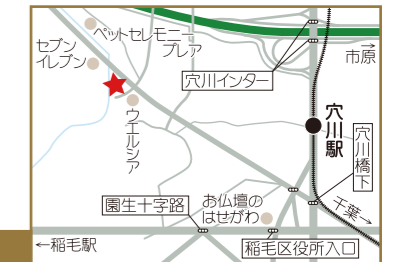 ペットセレモニー
プレア
セブン
イレブン
→
市原
穴川インター
ウエルシア
穴川駅
穴川橋下
千葉→
お仏壇の
はせがわ
園生十字路
←稲毛駅
稲毛区役所入口